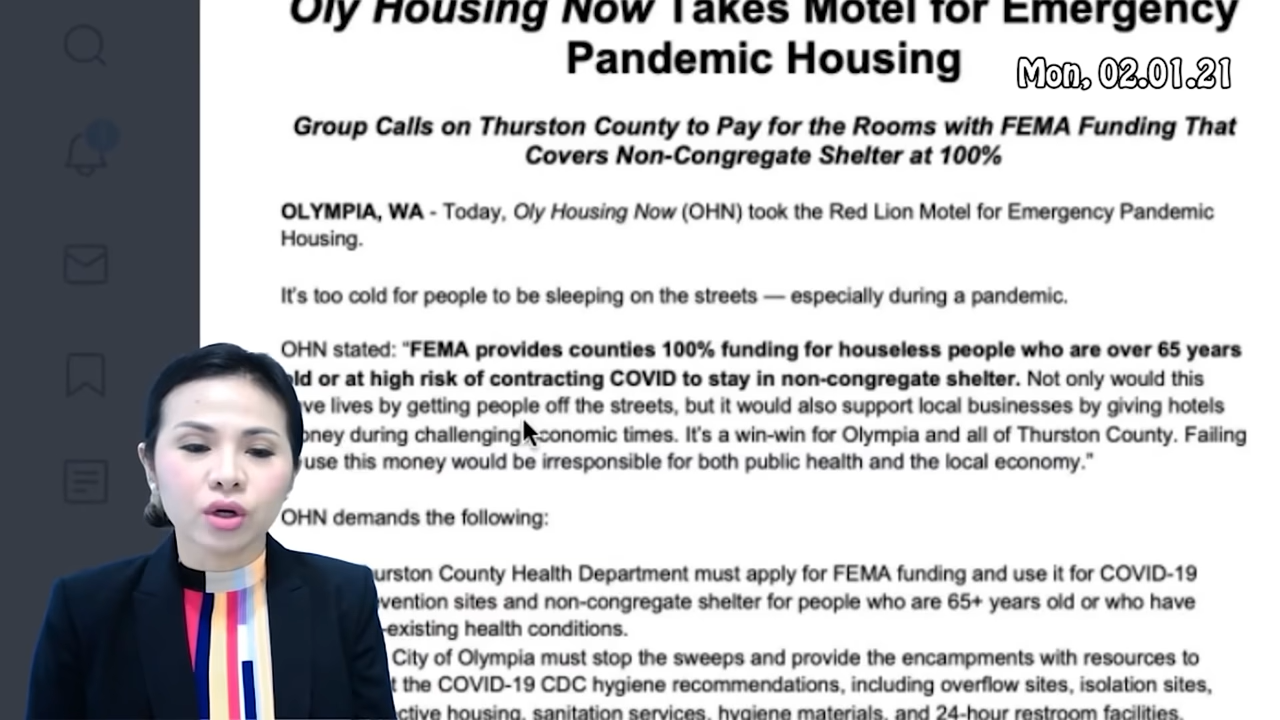 Oly Housing Now Takes Motel for Emergency
Pandemic Housing
Mon, 02.01.21
Group Calls on Thurston County to Pay for the Rooms with FEMA Funding That
Covers Non-Congregate Shelter at 100%
OLYMPIA, WA - Today, Oly Housing Now (OHN) took the Red Lion Motel for Emergency Pandemic
Housing.
It's too cold for people to be sleeping on the streets — especially during a pandemic.
OHN stated: "FEMA provides counties 100% funding for houseless people who are over 65 years
or at high risk of contracting COVID to stay in non-congregate shelter. Not only would this
lives by getting people off the streets, but it would also support local businesses by giving hotels
during challenging economic times. It's a win-win for Olympia and all of Thurston County. Failing
use this money would be irresponsible for both public health and the local economy."
OHN demands the following:
County Health Department must apply for FEMA funding and use it for COVID-19
sites and non-congregate shelter for people who are 65+ years old or who have
-existing health conditions.
City of Olympia must stop the sweeps and provide the encampments with resources to
the COVID-19 CDC hygiene recommendations, including overflow sites, isolation sites,
housing, sanitation services, hygiene materials, and 24-hour restroom facilities.